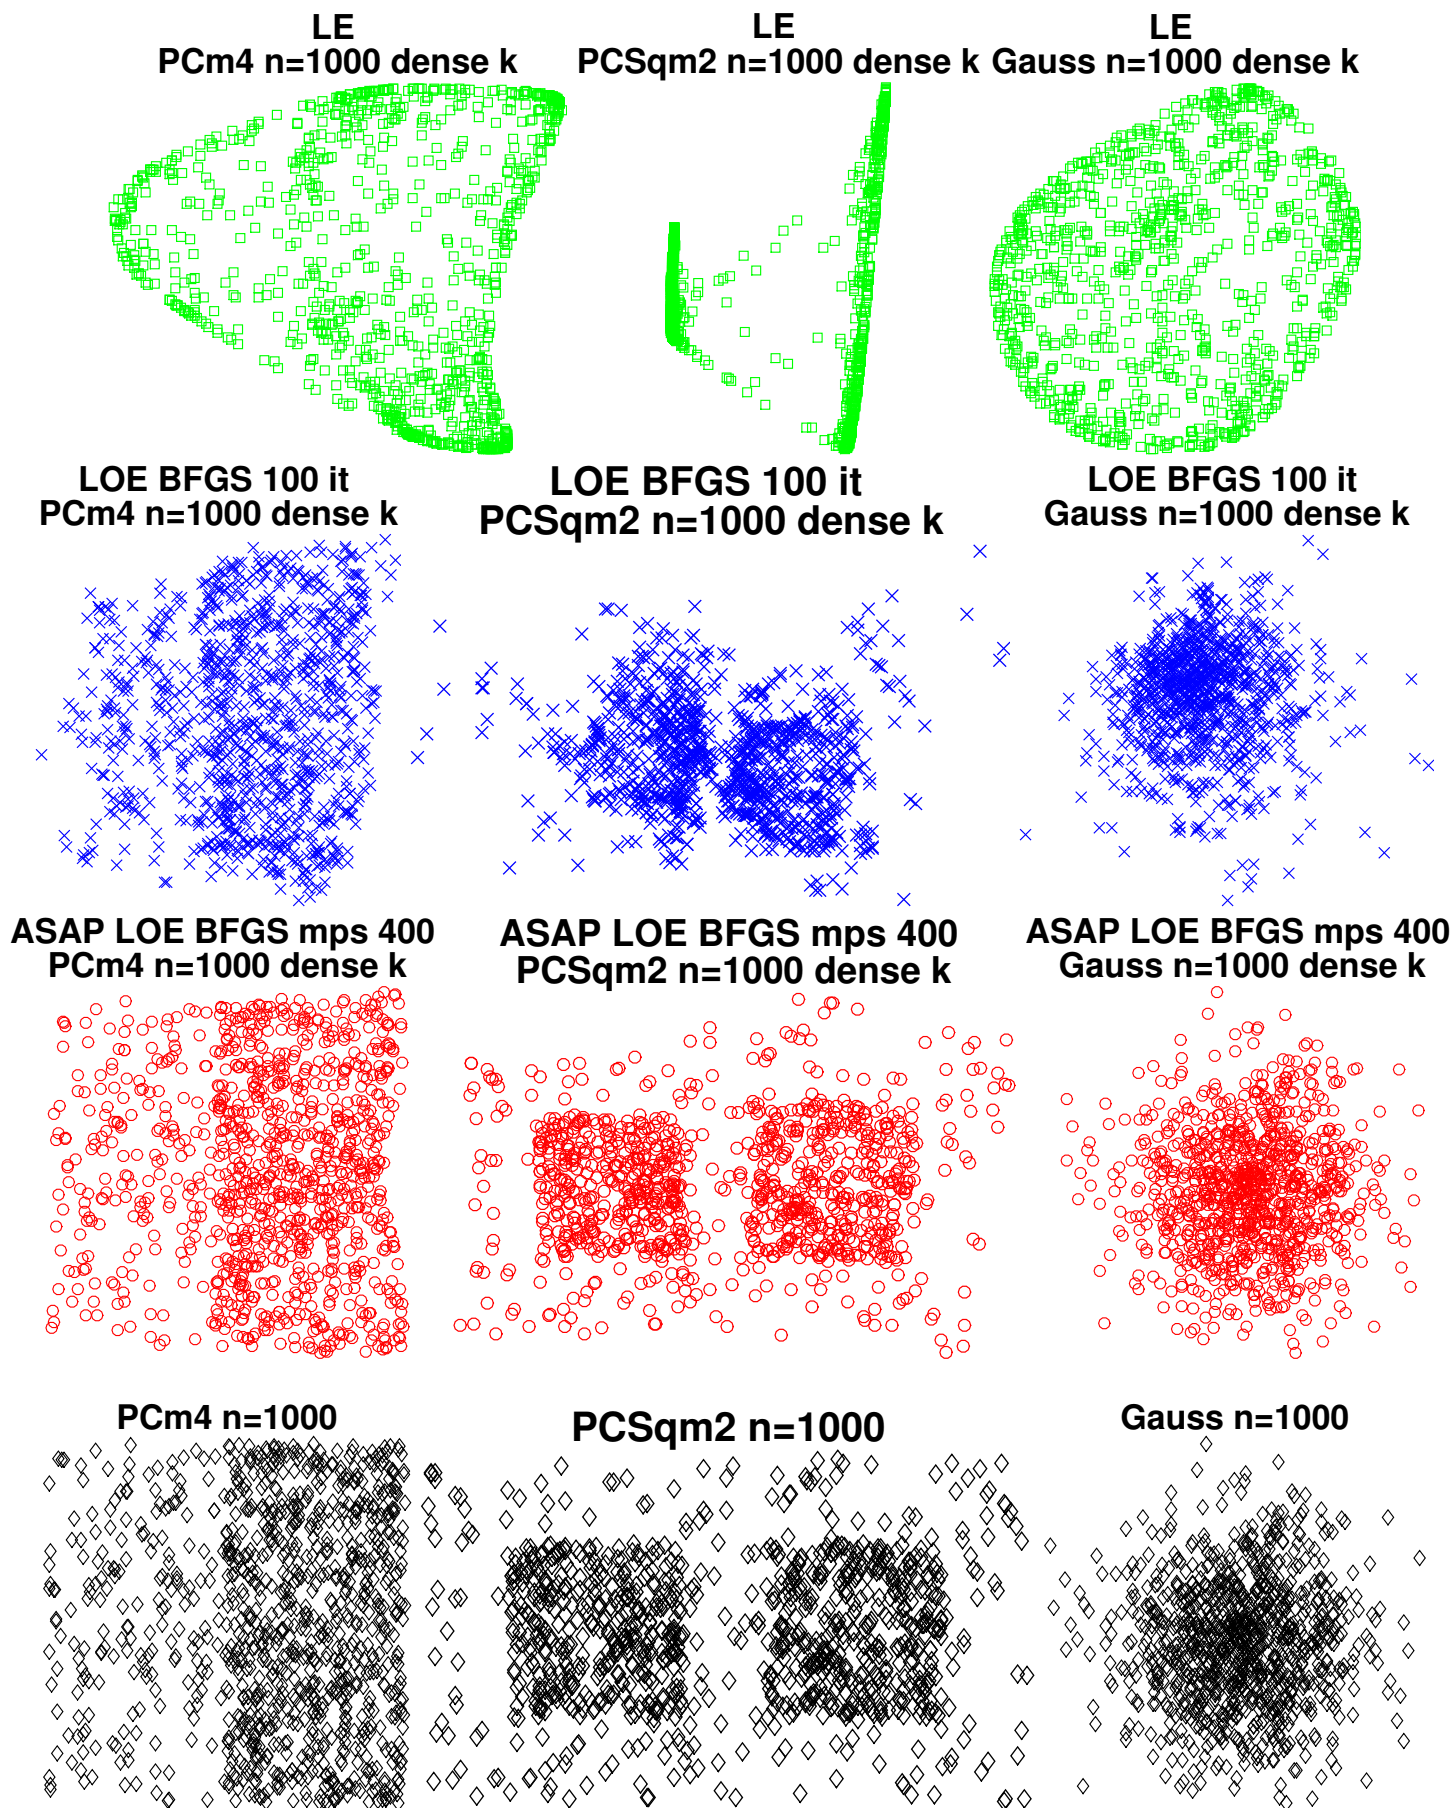 LE
PCm4 n=1000 dense k
LE
PCSqm2 n=1000 dense k
LE
Gauss n=1000 dense k
LOE BFGS 100 it
PCm4 n=1000 dense k
LOE BFGS 100 it
PCSqm2 n=1000 dense k
LOE BFGS 100 it
Gauss n=1000 dense k
ASAP LOE BFGS mps 400
PCm4 n=1000 dense k
ASAP LOE BFGS mps 400
PCSqm2 n=1000 dense k
ASAP LOE BFGS mps 400
Gauss n=1000 dense k
PCm4 n=1000
PCSqm2 n=1000
Gauss n=1000